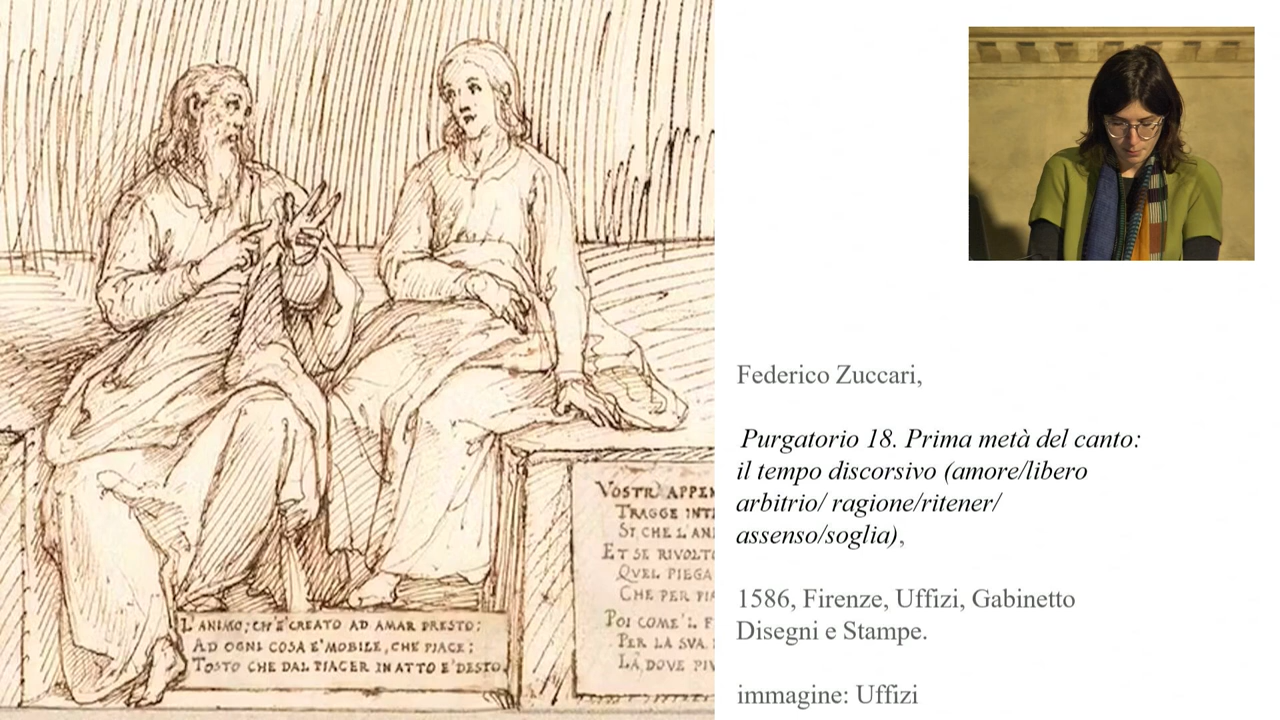 L'ANIMO, CH'È CREATO AD AMAR PRESTO;
AD OGNI COSA E' MOBILE, CHE PIACE;
TOSTO CHE DAL PIACER IN ATTO E' DESTO.
VOSTR' APPEN
TRAGGE INT
SI CHE L'ANI
ET SE RIVOLTO
QVEL PIEGA
CHE PER PIA
POI COME'L F
PER LA SVA
LÀ DOVE PIV
Federico Zuccari,
Purgatorio 18. Prima metà del canto:
il tempo discorsivo (amore/libero
arbitrio/ ragione/ritener/
assenso/soglia),
1586, Firenze, Uffizi, Gabinetto
Disegni e Stampe.
immagine: Uffizi